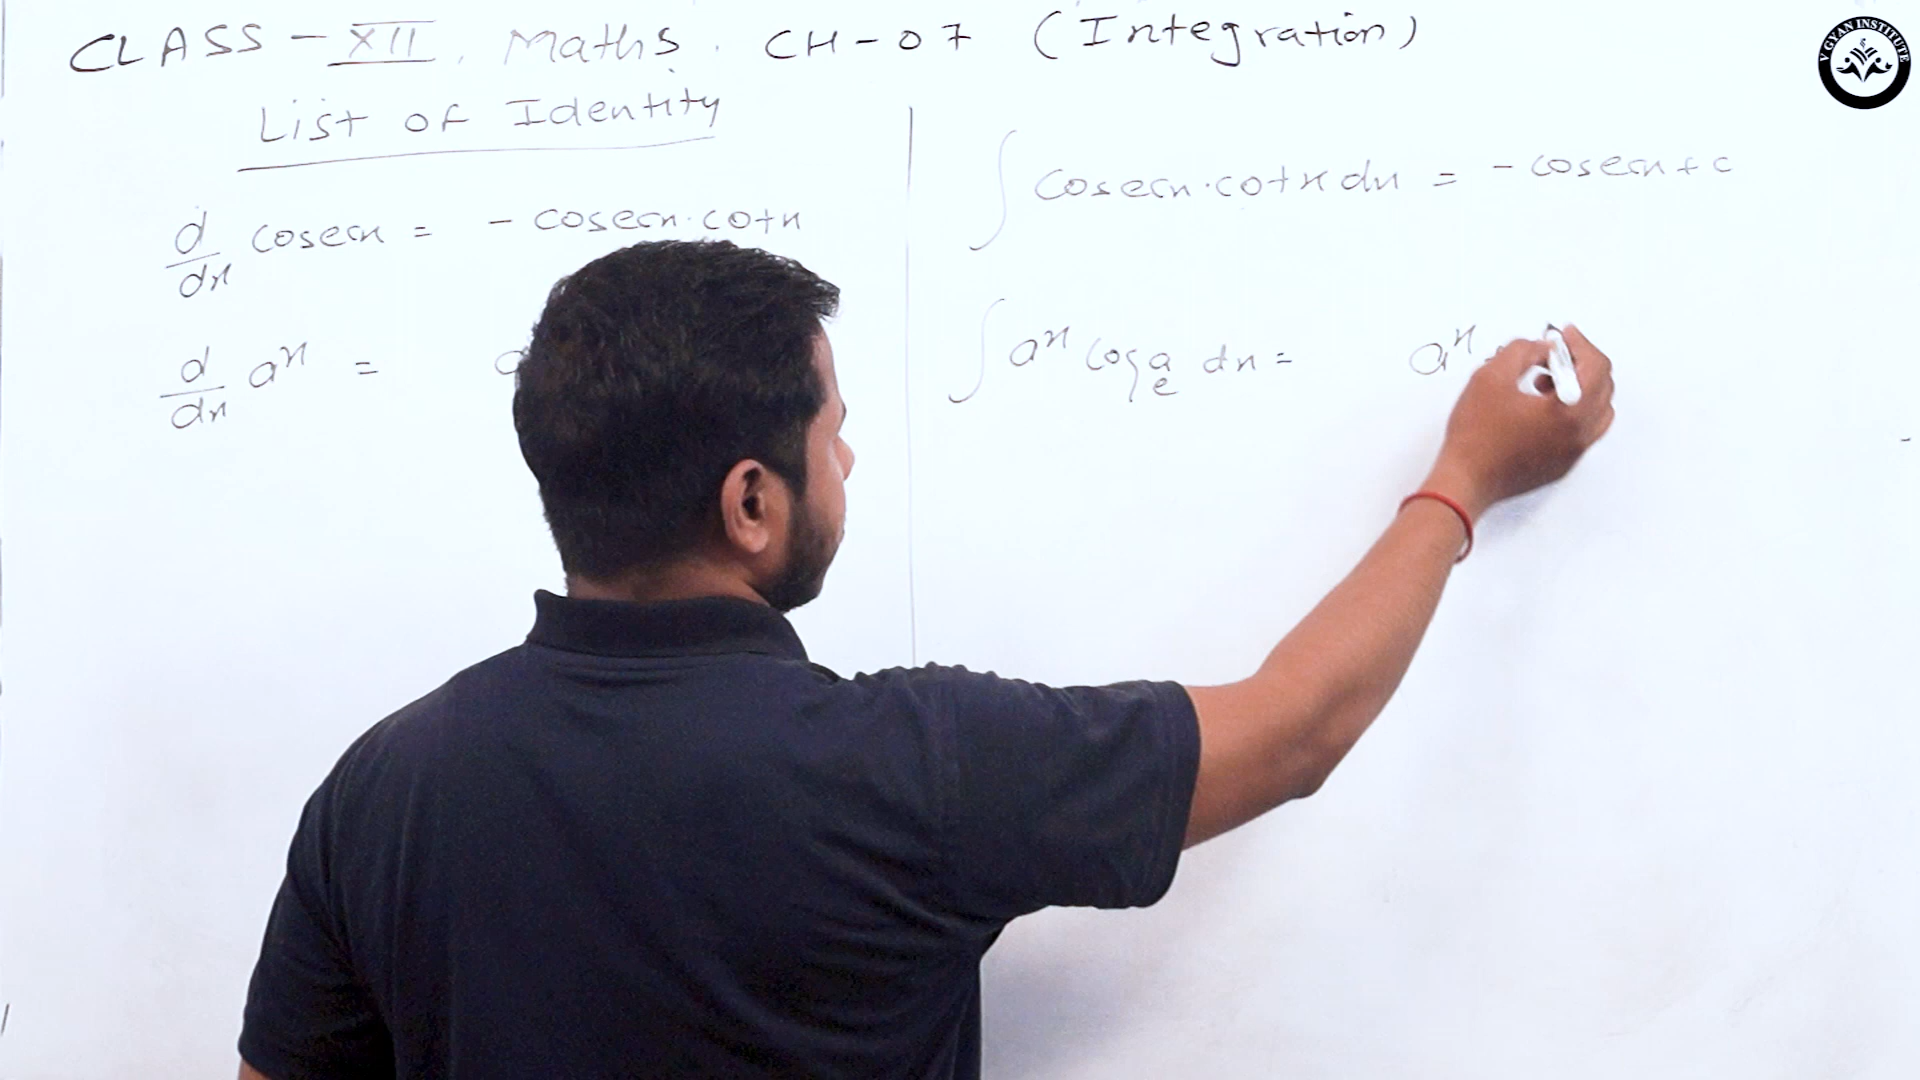 CLASS - XII, Maths. CH-07 (Integration)
List of Identity
d/dx cosecx = - cosecx.cotx
d/dx aˣ =
∫ cosecx.cotx dx = - cosecx + c
∫ aˣ logₑa dx = aˣ
V GYAN INSTITUTE